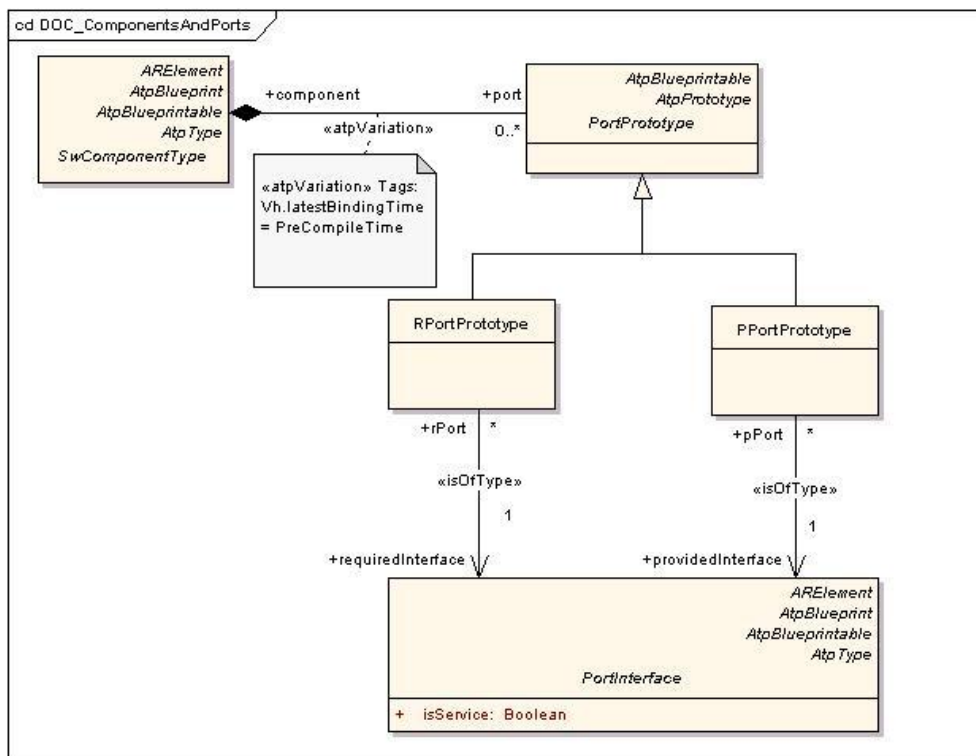 cd DOC_ComponentsAndPorts
ARElement
AtpBlueprint
AtpBlueprintable
AtpType
SwComponentType
+component
+port
«atpVariation»
0..*
AtpBlueprintable
AtpPrototype
PortPrototype
«atpVariation» Tags:
Vh.latestBindingTime
= PreCompileTime
RPortPrototype
PPortPrototype
+rPort
*
+pPort
*
«isOfType»
«isOfType»
1
1
+requiredInterface
+providedInterface
ARElement
AtpBlueprint
AtpBlueprintable
AtpType
PortInterface
+ isService: Boolean